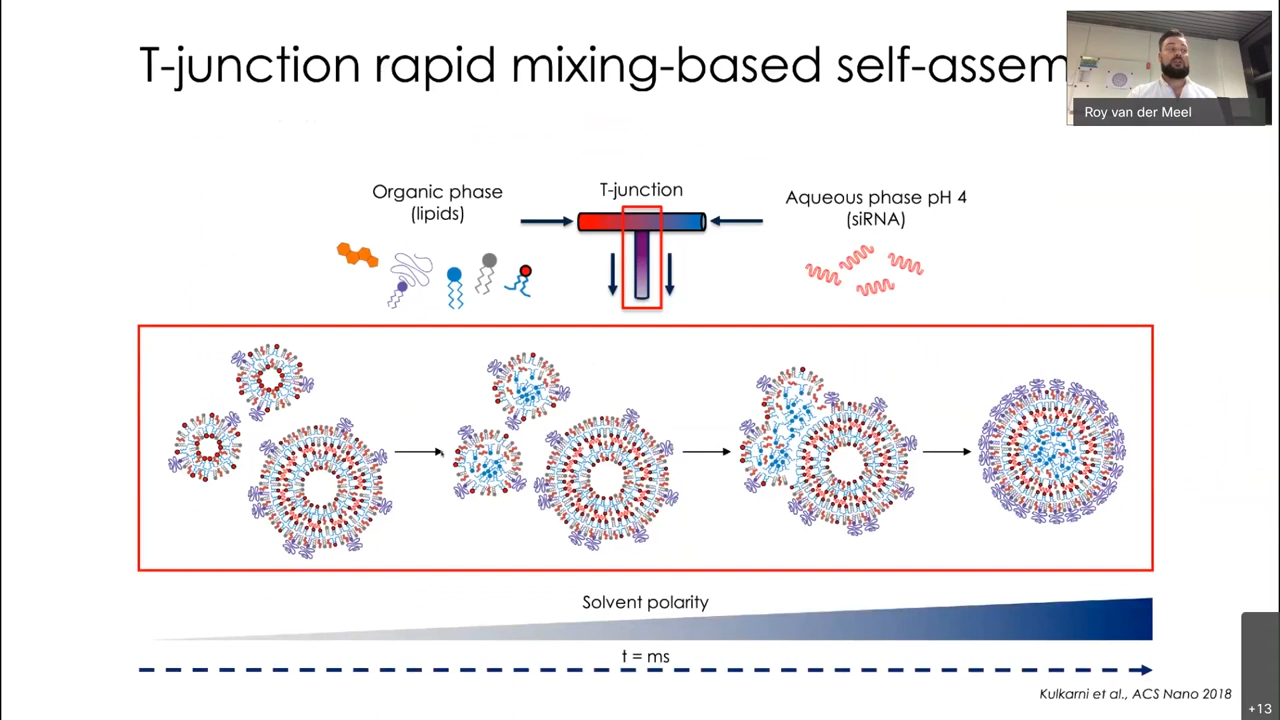 T-junction rapid mixing-based self-assem
Roy van der Meel
Organic phase
(lipids)
T-junction
Aqueous phase pH 4
(siRNA)
Solvent polarity
t = ms
Kulkarni et al., ACS Nano 2018
+13